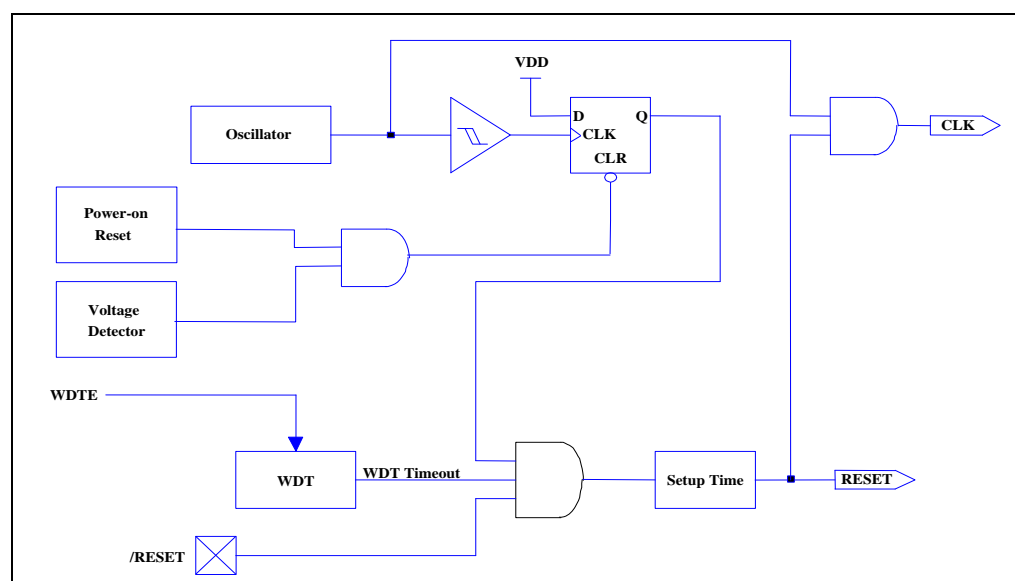 VDD
Oscillator
D
Q
CLK
CLR
CLK
Power-on
Reset
Voltage
Detector
WDTE
WDT
WDT Timeout
Setup Time
RESET
/RESET